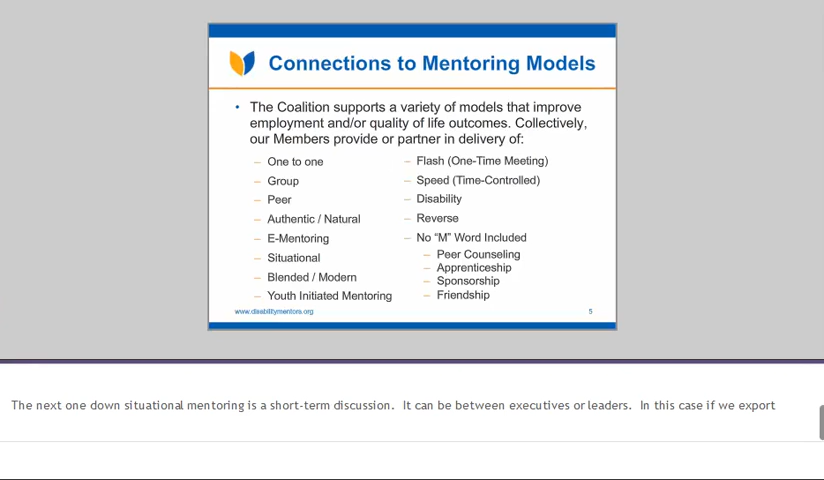 Connections to Mentoring Models
• The Coalition supports a variety of models that improve
employment and/or quality of life outcomes. Collectively,
our Members provide or partner in delivery of:
– One to one
– Group
– Peer
– Authentic / Natural
– E-Mentoring
– Situational
– Blended / Modern
– Youth Initiated Mentoring
– Flash (One-Time Meeting)
– Speed (Time-Controlled)
– Disability
– Reverse
– No “M” Word Included
– Peer Counseling
– Apprenticeship
– Sponsorship
– Friendship
www.disabilitymentors.org
5
The next one down situational mentoring is a short-term discussion.  It can be between executives or leaders.  In this case if we export